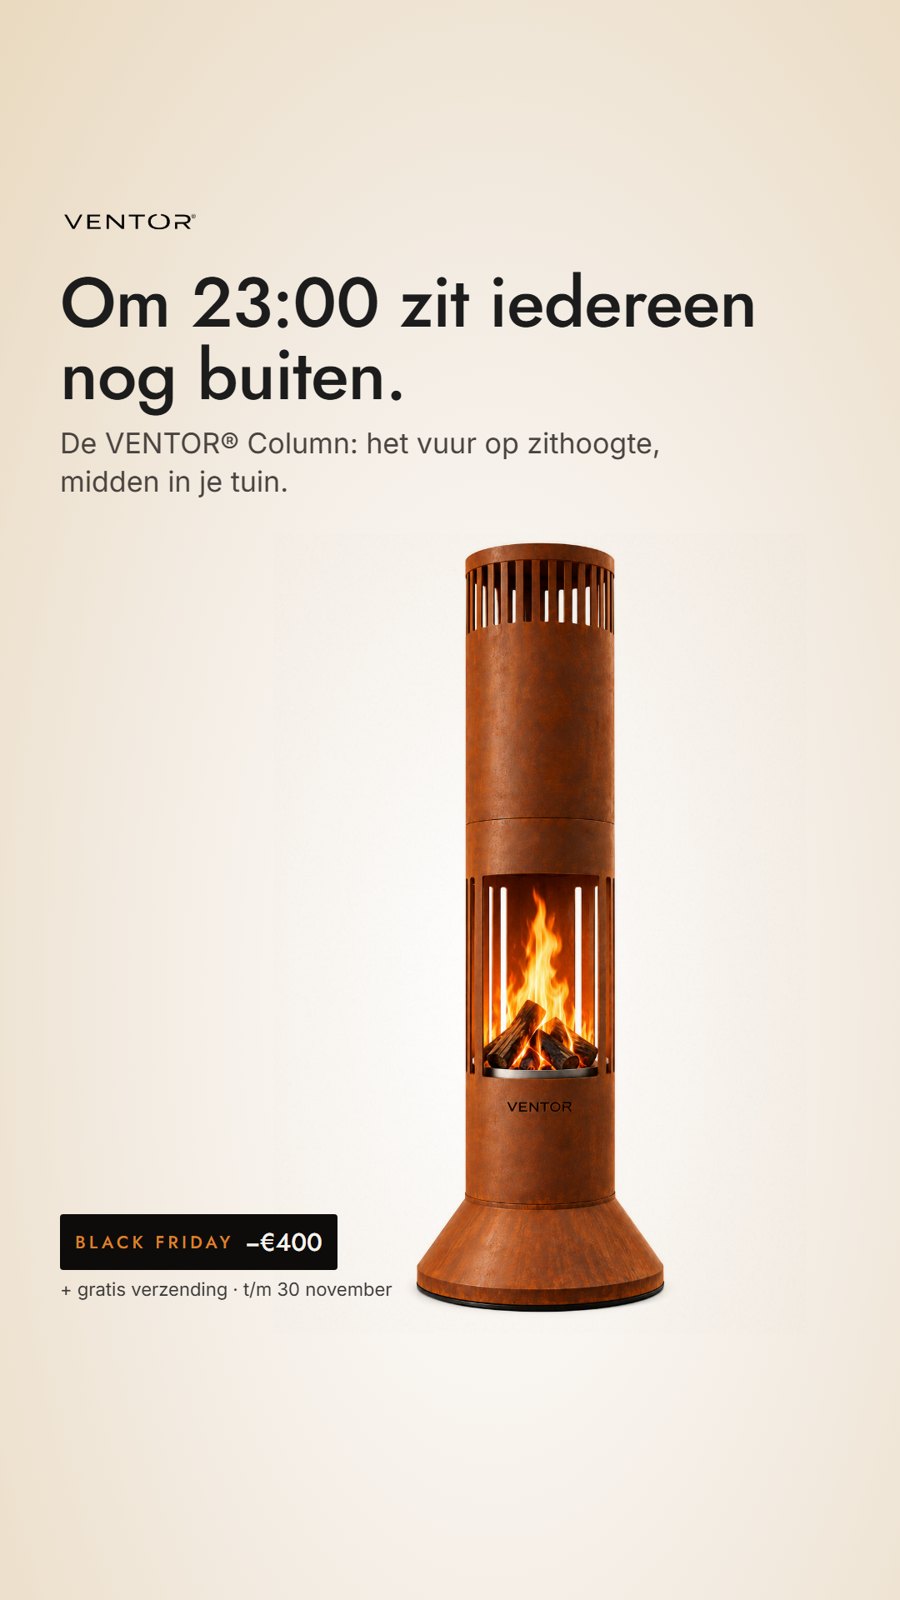 VENTOR®
Om 23:00 zit iedereen
nog buiten.
De VENTOR® Column: het vuur op zithoogte,
midden in je tuin.
VENTOR
BLACK FRIDAY –€400
+ gratis verzending · t/m 30 november